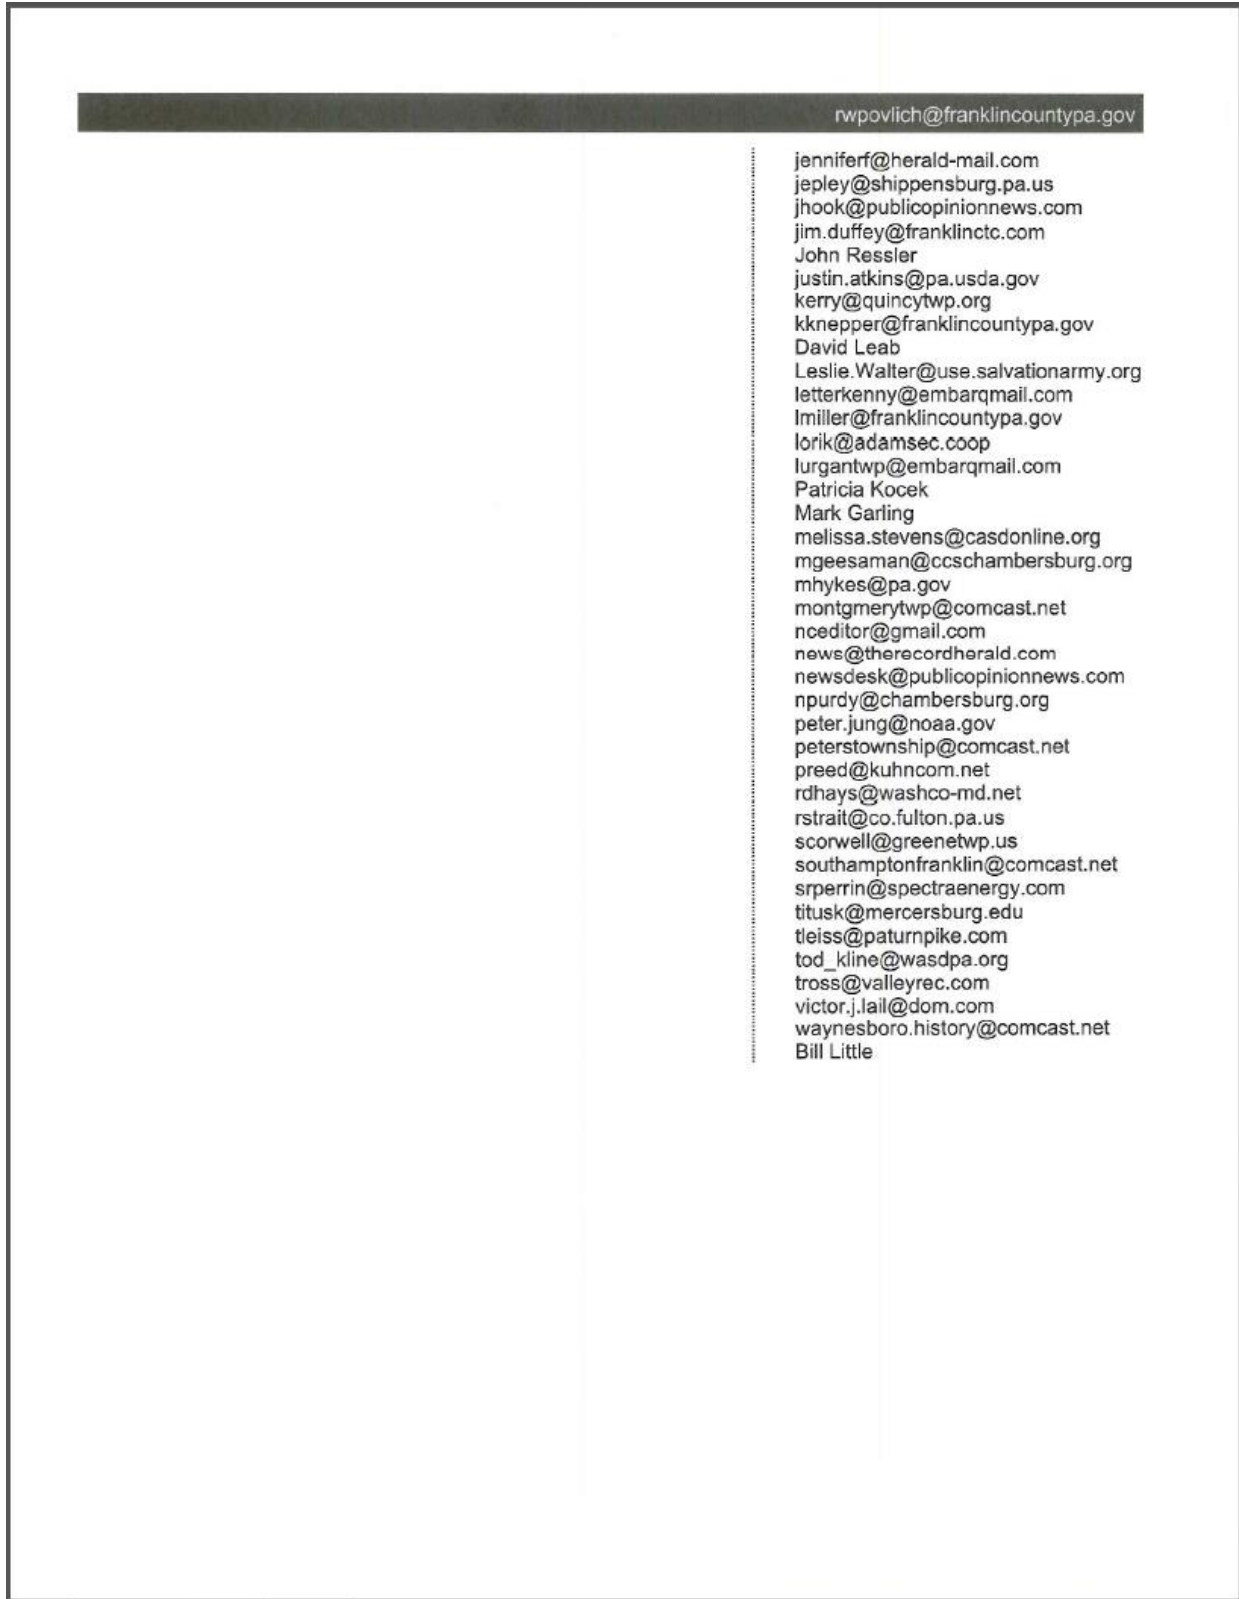 rwpovlich@franklincountypa.gov
jenniferf@herald-mail.com
jepley@shippensburg.pa.us
jhook@publicopinionnews.com
jim.duffey@franklinctc.com
John Ressler
justin.atkins@pa.usda.gov
kerry@quincytwp.org
kknepper@franklincountypa.gov
David Leab
Leslie.Walter@use.salvationarmy.org
letterkenny@embarqmail.com
lmiller@franklincountypa.gov
lorik@adamsec.coop
lurgantwp@embarqmail.com
Patricia Kocek
Mark Garling
melissa.stevens@casdonline.org
mgeesaman@ccschambersburg.org
mhykes@pa.gov
montgmerytwp@comcast.net
nceditor@gmail.com
news@therecordherald.com
newsdesk@publicopinionnews.com
npurdy@chambersburg.org
peter.jung@noaa.gov
peterstownship@comcast.net
preed@kuhncom.net
rdhays@washco-md.net
rstrait@co.fulton.pa.us
scorwell@greenetwp.us
southamptonfranklin@comcast.net
srperrin@spectraenergy.com
titusk@mercersburg.edu
tleiss@paturnpike.com
tod_kline@wasdpa.org
tross@valleyrec.com
victor.j.lail@dom.com
waynesboro.history@comcast.net
Bill Little